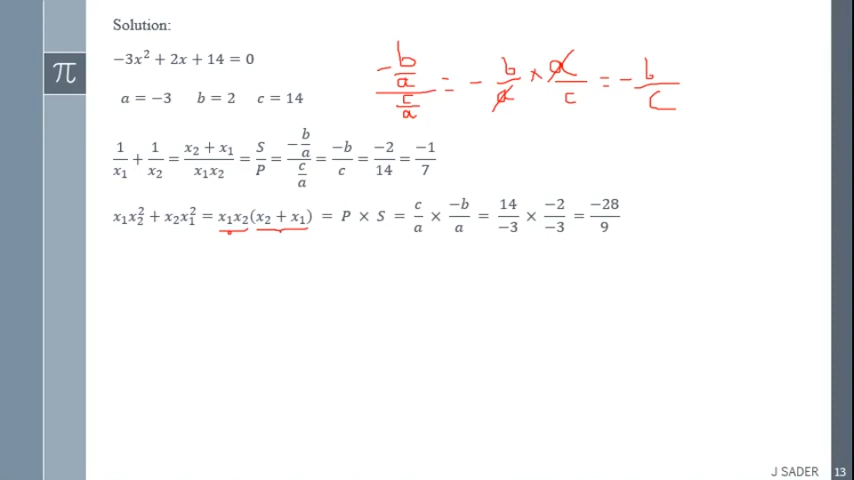 Solution:
π
−3x² + 2x + 14 = 0
a = −3 b = 2 c = 14
1/x₁ + 1/x₂ = (x₂ + x₁)/(x₁x₂) = S/P = (−b/a)/(c/a) = −b/c = −2/14 = −1/7
x₁x₂² + x₂x₁² = x₁x₂(x₂ + x₁) = P × S = c/a × −b/a = 14/−3 × −2/−3 = −28/9
(−b/a)/(c/a) = − b/a × a/c = − b/c
J SADER 13